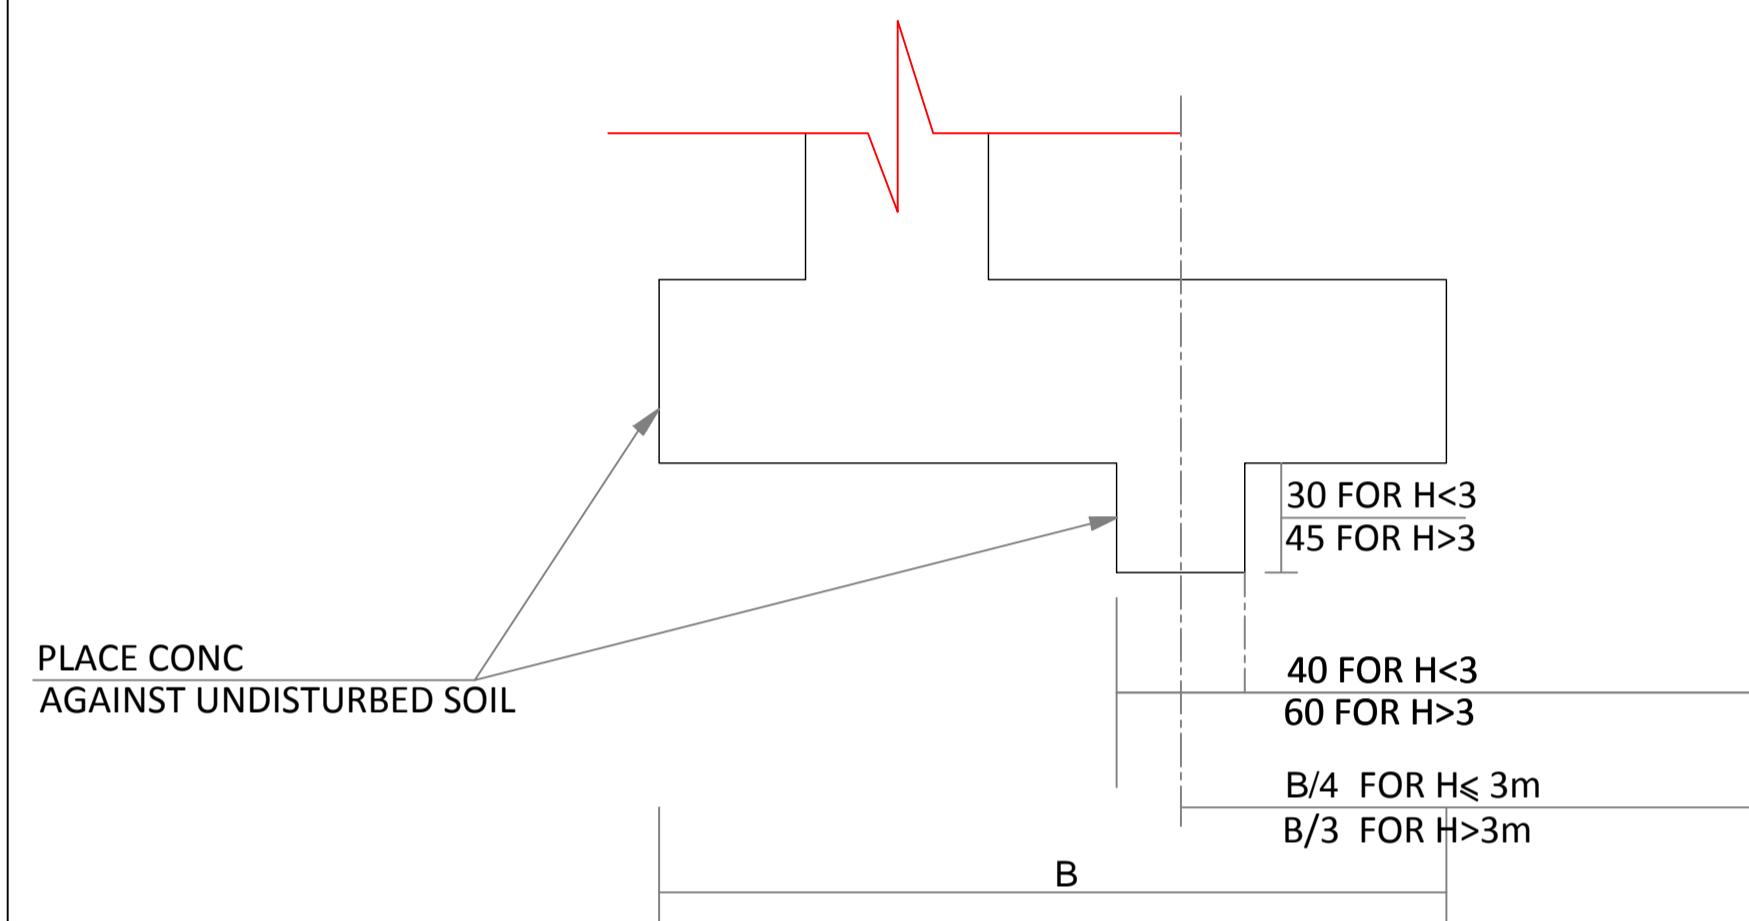 30 FOR H<3
45 FOR H>3
PLACE CONC
AGAINST UNDISTURBED SOIL
40 FOR H<3
60 FOR H>3
B/4 FOR H⩽ 3m
B/3 FOR H>3m
B